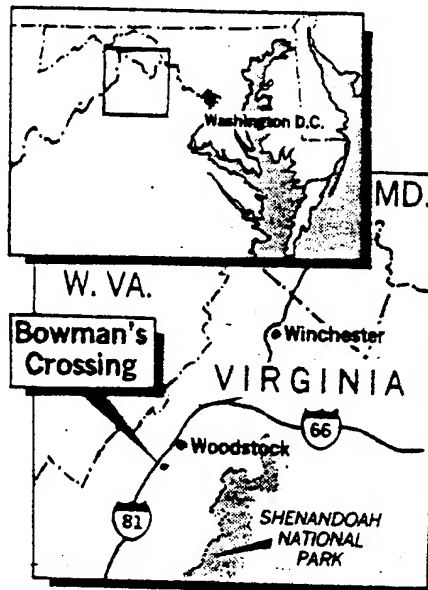 Washington D.C.
MD.
W. VA.
Winchester
Bowman's
Crossing
VIRGINIA
66
Woodstock
81
SHENANDOAH
NATIONAL
PARK